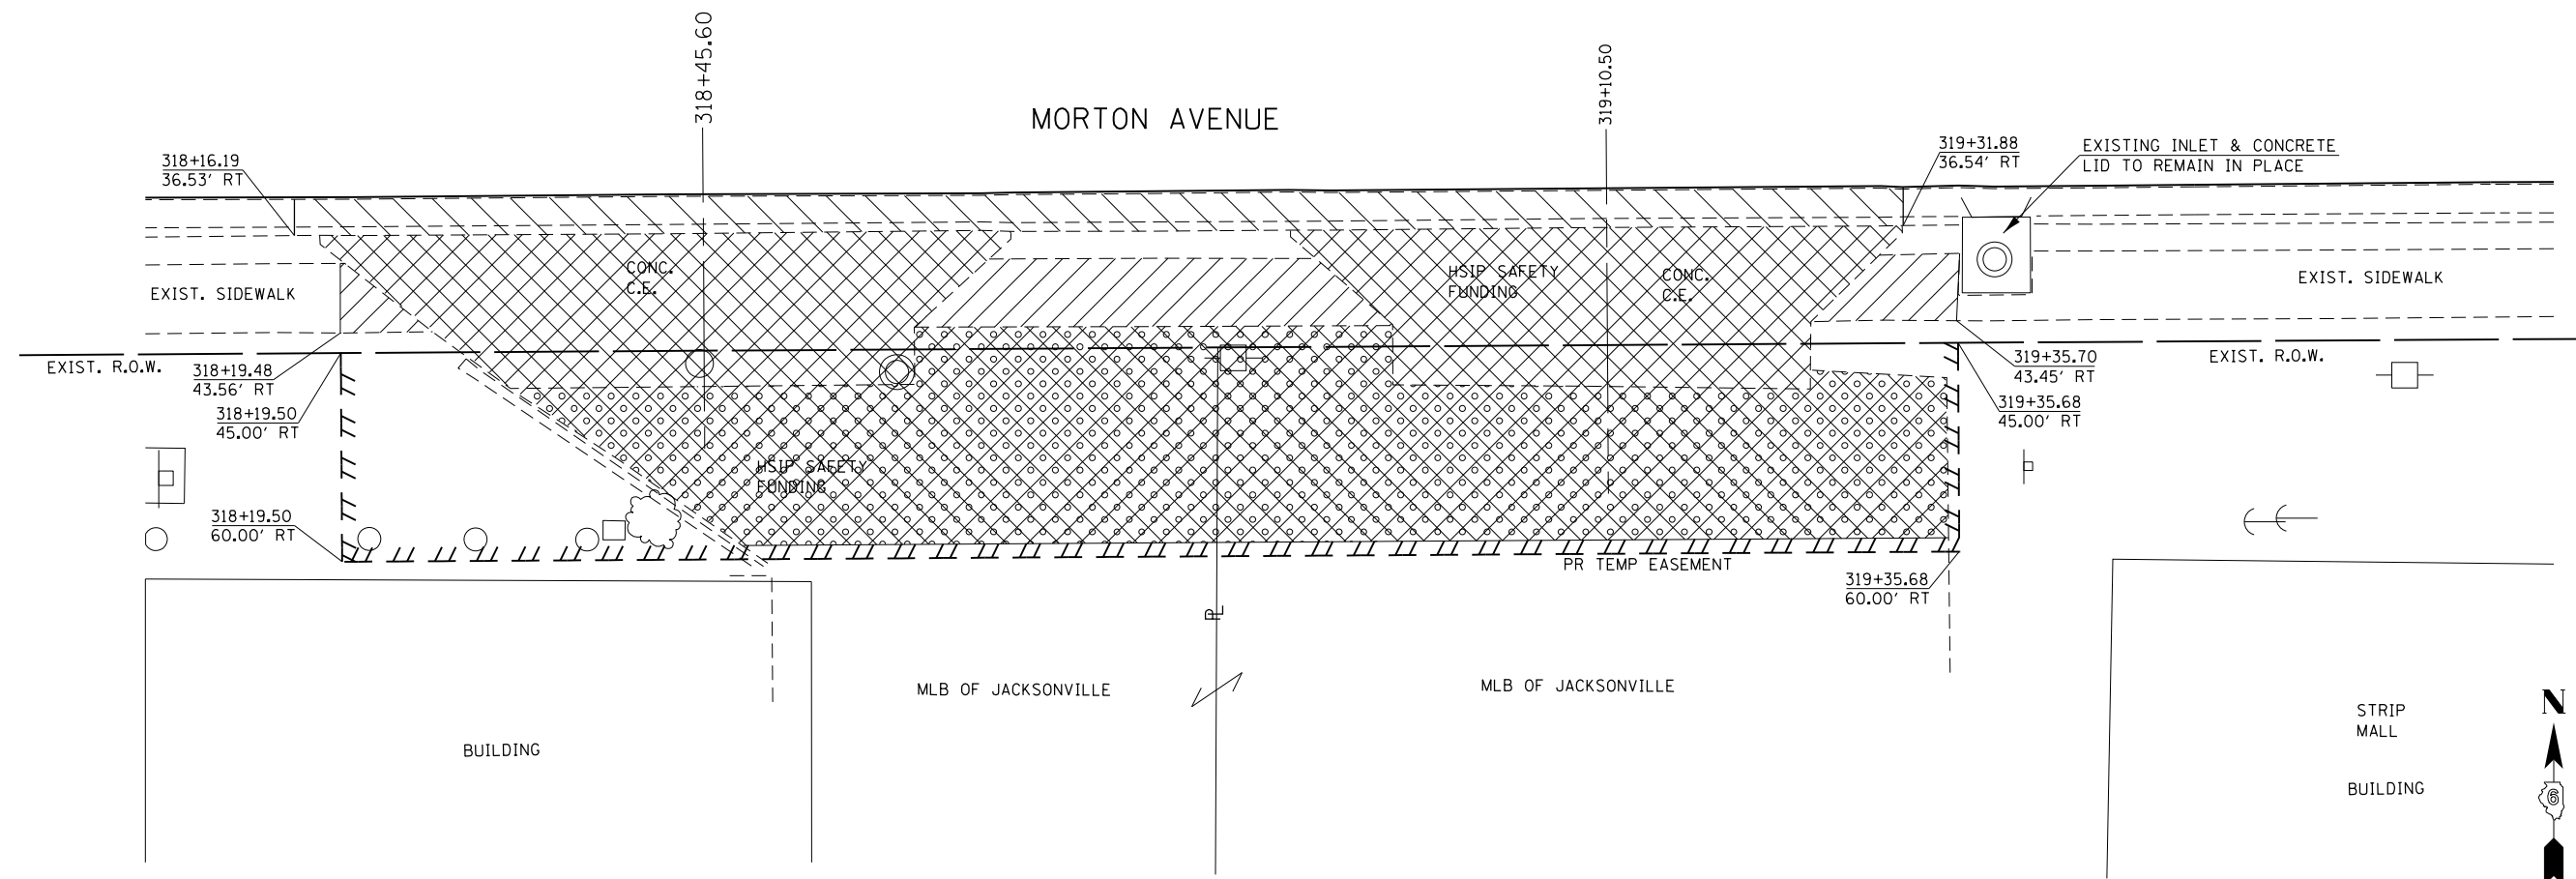 318+45.60
319+10.50
MORTON AVENUE
318+16.19
36.53' RT
319+31.88
36.54' RT
EXISTING INLET & CONCRETE
LID TO REMAIN IN PLACE
CONC.
C.E.
HSIP SAFETY
FUNDING
CONC.
C.E.
EXIST. SIDEWALK
EXIST. SIDEWALK
EXIST. R.O.W.
318+19.48
43.56' RT
318+19.50
45.00' RT
319+35.70
43.45' RT
EXIST. R.O.W.
319+35.68
45.00' RT
HSIP SAFETY
FUNDING
318+19.50
60.00' RT
PR TEMP EASEMENT
319+35.68
60.00' RT
PL
MLB OF JACKSONVILLE
MLB OF JACKSONVILLE
BUILDING
STRIP
MALL
BUILDING
N
6